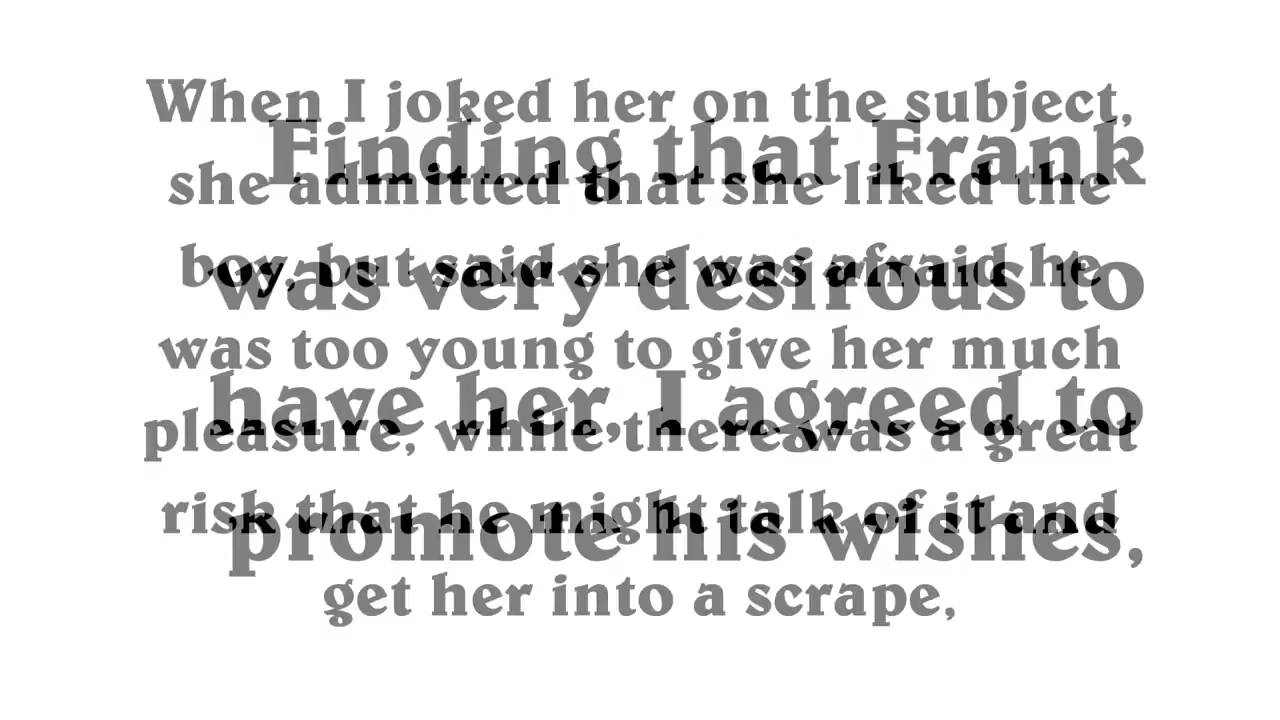 When I joked her on the subject,
she admitted that she liked the
boy, but said she was afraid he
was too young to give her much
pleasure, while there was a great
risk that he might talk of it and
get her into a scrape,
Finding that Frank
was very desirous to
have her, I agreed to
promote his wishes,